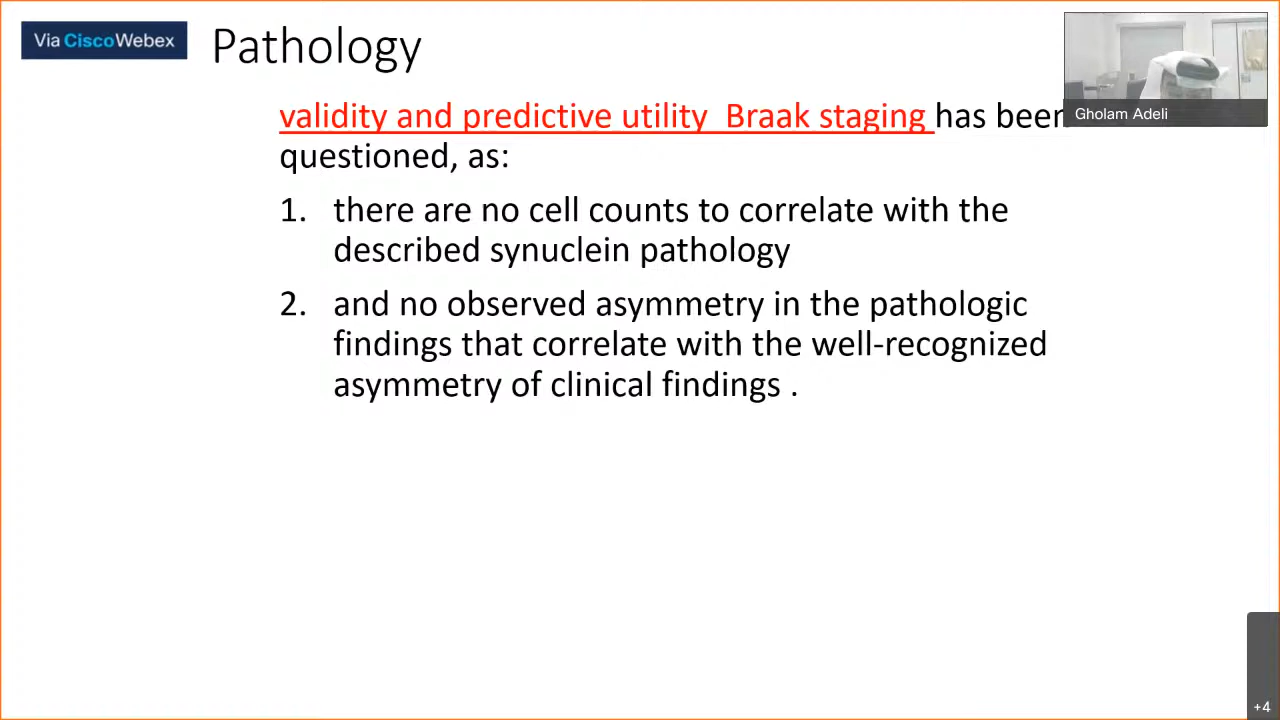 Via Cisco Webex
Pathology
Gholam Adeli
validity and predictive utility Braak staging has been
questioned, as:
1. there are no cell counts to correlate with the
described synuclein pathology
2. and no observed asymmetry in the pathologic
findings that correlate with the well-recognized
asymmetry of clinical findings .
+4